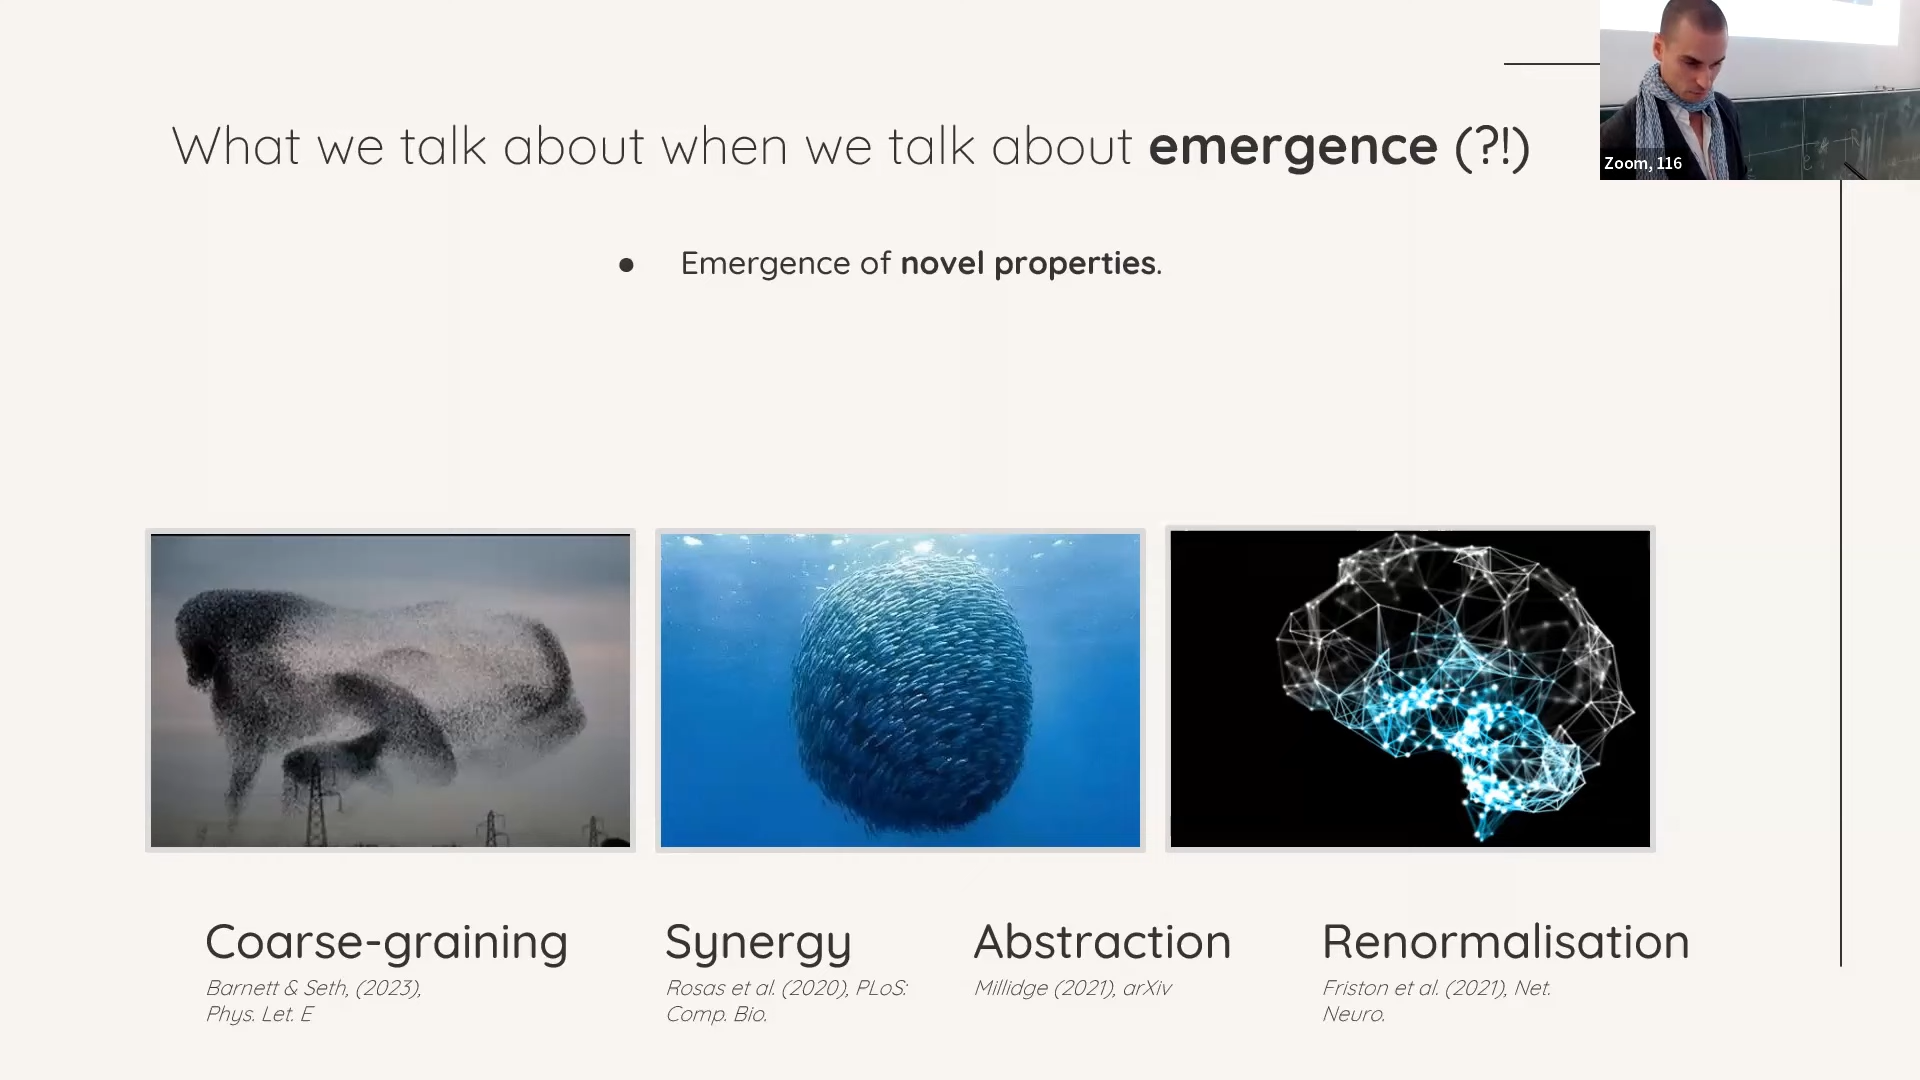 What we talk about when we talk about emergence (?!)
Zoom, 116
● Emergence of novel properties.
Coarse-graining
Barnett & Seth, (2023),
Phys. Let. E
Synergy
Rosas et al. (2020), PLoS:
Comp. Bio.
Abstraction
Millidge (2021), arXiv
Renormalisation
Friston et al. (2021), Net.
Neuro.